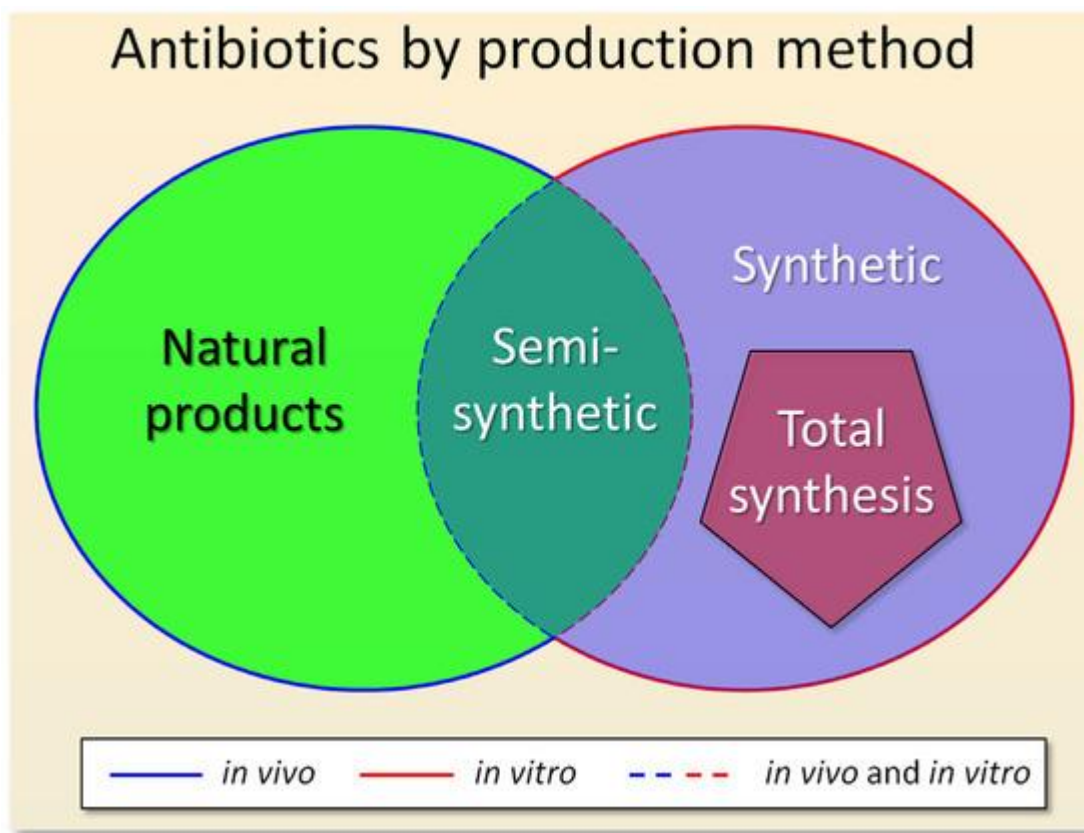 Antibiotics by production method
Natural
products
Semi-
synthetic
Synthetic
Total
synthesis
in vivo
in vitro
in vivo and in vitro